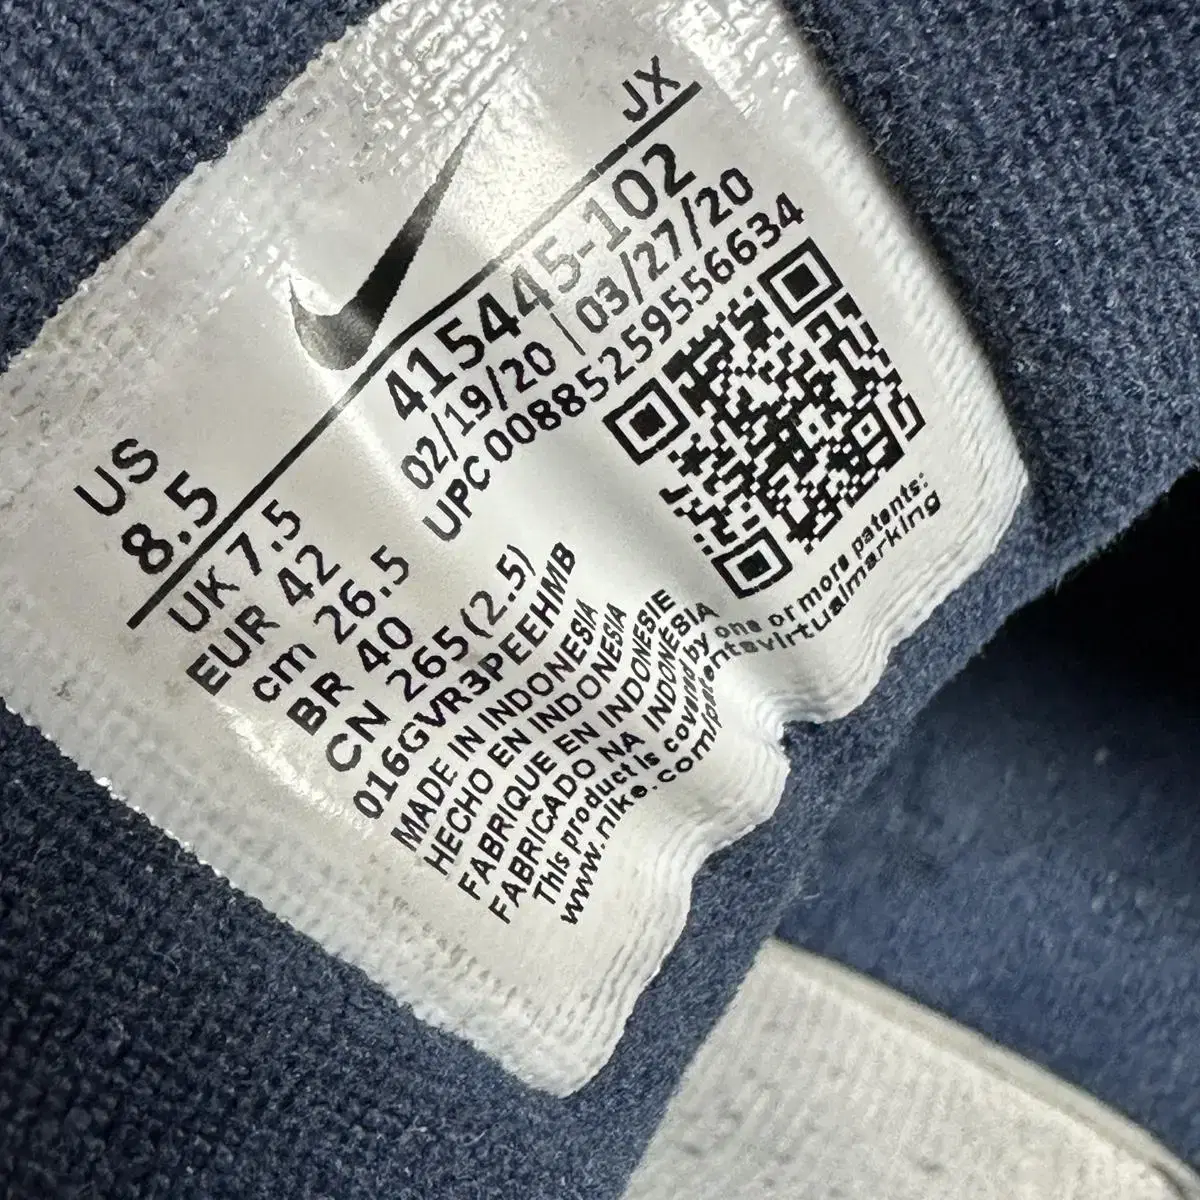 JX
US
8.5
415445-102
02/19/20 | 03/27/20
UPC 00885259556634
UK 7.5
EUR 42
cm 26.5
BR 40
CN 265 (2.5)
016GVR3PEEHMB
MADE IN INDONESIA
HECHO EN INDONESIA
FABRIQUE EN INDONESIE
FABRICADO NA INDONÉSIA
This product is covered by one or more patents:
www.nike.com/patentsvirtualmarking